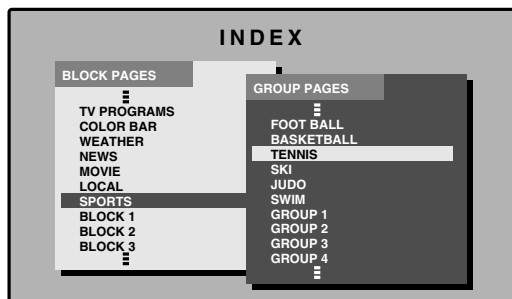 INDEX
BLOCK PAGES
TV PROGRAMS
COLOR BAR
WEATHER
NEWS
MOVIE
LOCAL
SPORTS
BLOCK 1
BLOCK 2
BLOCK 3
GROUP PAGES
FOOT BALL
BASKETBALL
TENNIS
SKI
JUDO
SWIM
GROUP 1
GROUP 2
GROUP 3
GROUP 4